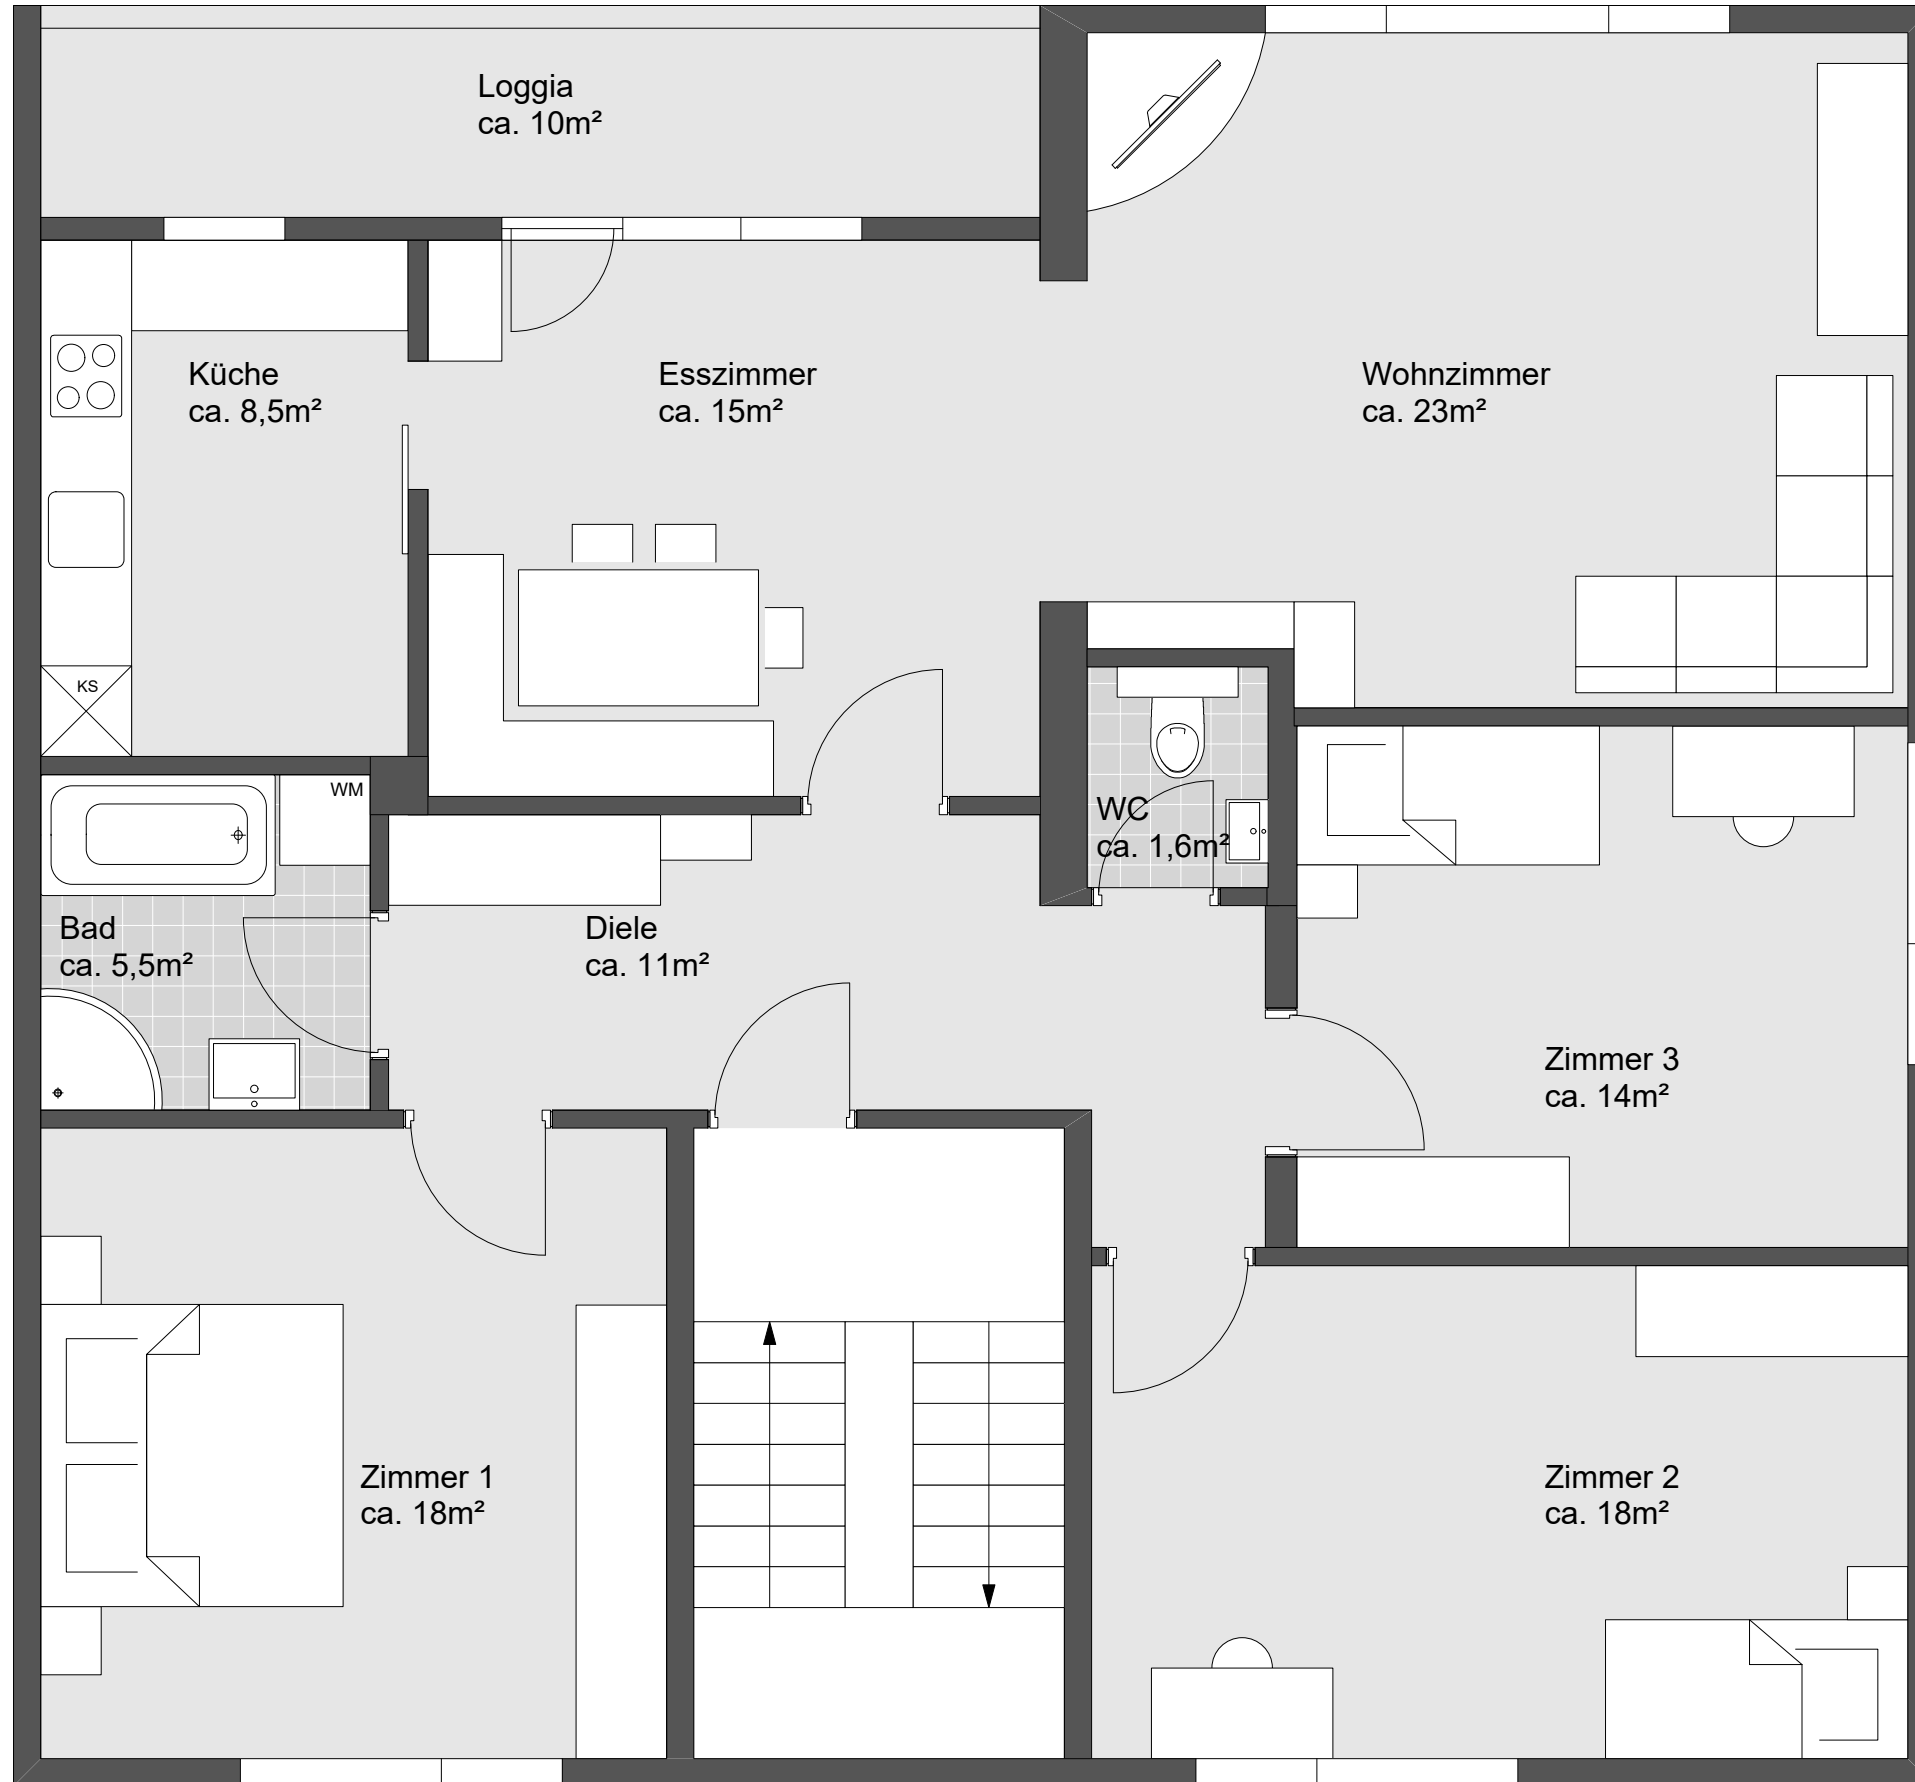 Loggia
ca. 10m²
Küche
ca. 8,5m²
Esszimmer
ca. 15m²
Wohnzimmer
ca. 23m²
KS
WM
WC
ca. 1,6m²
Bad
ca. 5,5m²
Diele
ca. 11m²
Zimmer 3
ca. 14m²
Zimmer 1
ca. 18m²
Zimmer 2
ca. 18m²